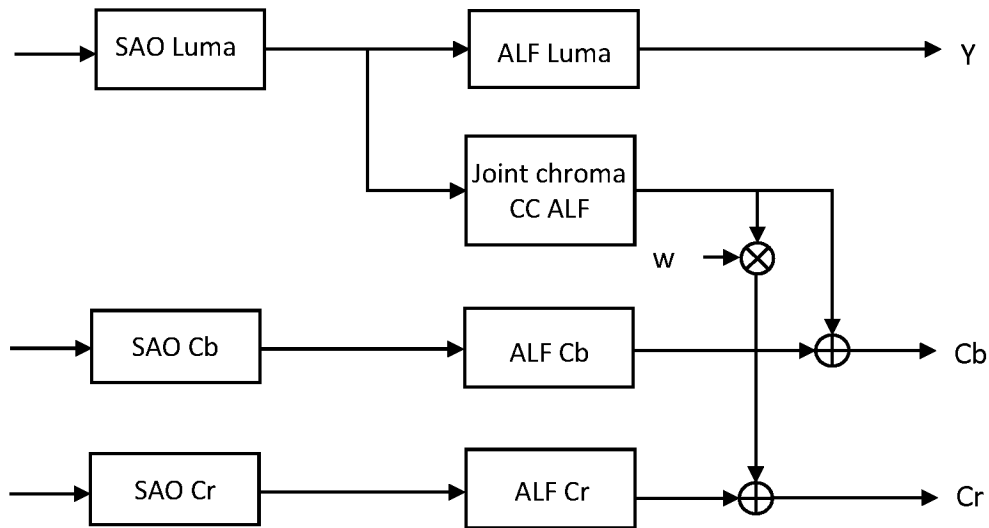 SAO Luma
ALF Luma
Y
Joint chroma
CC ALF
w
SAO Cb
ALF Cb
Cb
SAO Cr
ALF Cr
Cr